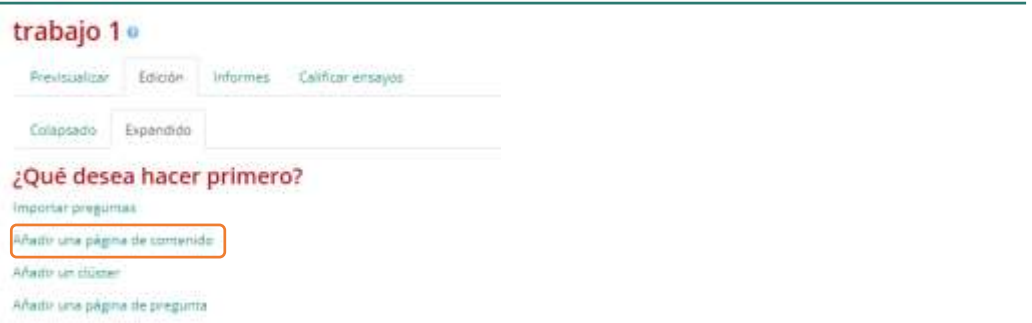 trabajo 1
Previsualizar Edición Informes Calificar ensayos
Colapsado Expandido
¿Qué desea hacer primero?
Importar preguntas
Añadir una página de contenido
Añadir un clúster
Añadir una página de pregunta